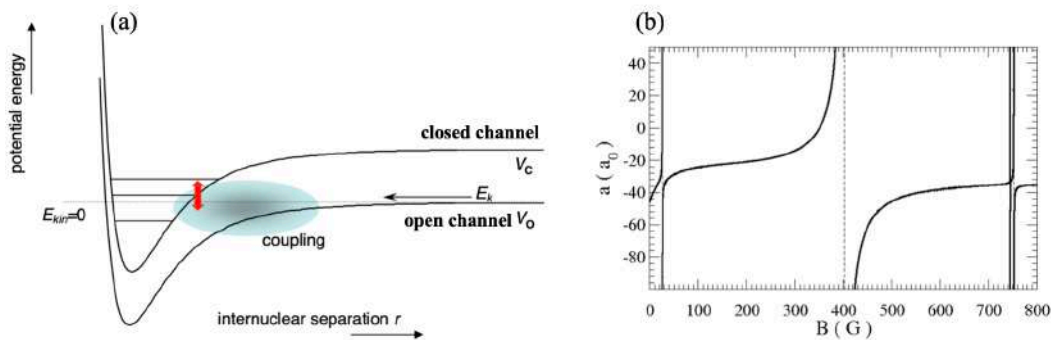 (a)
potential energy
closed channel
V_C
E_k
E_kin=0
open channel V_O
coupling
internuclear separation r
(b)
40
20
0
-20
-40
-60
-80
a ( a_0 )
0 100 200 300 400 500 600 700 800
B ( G )